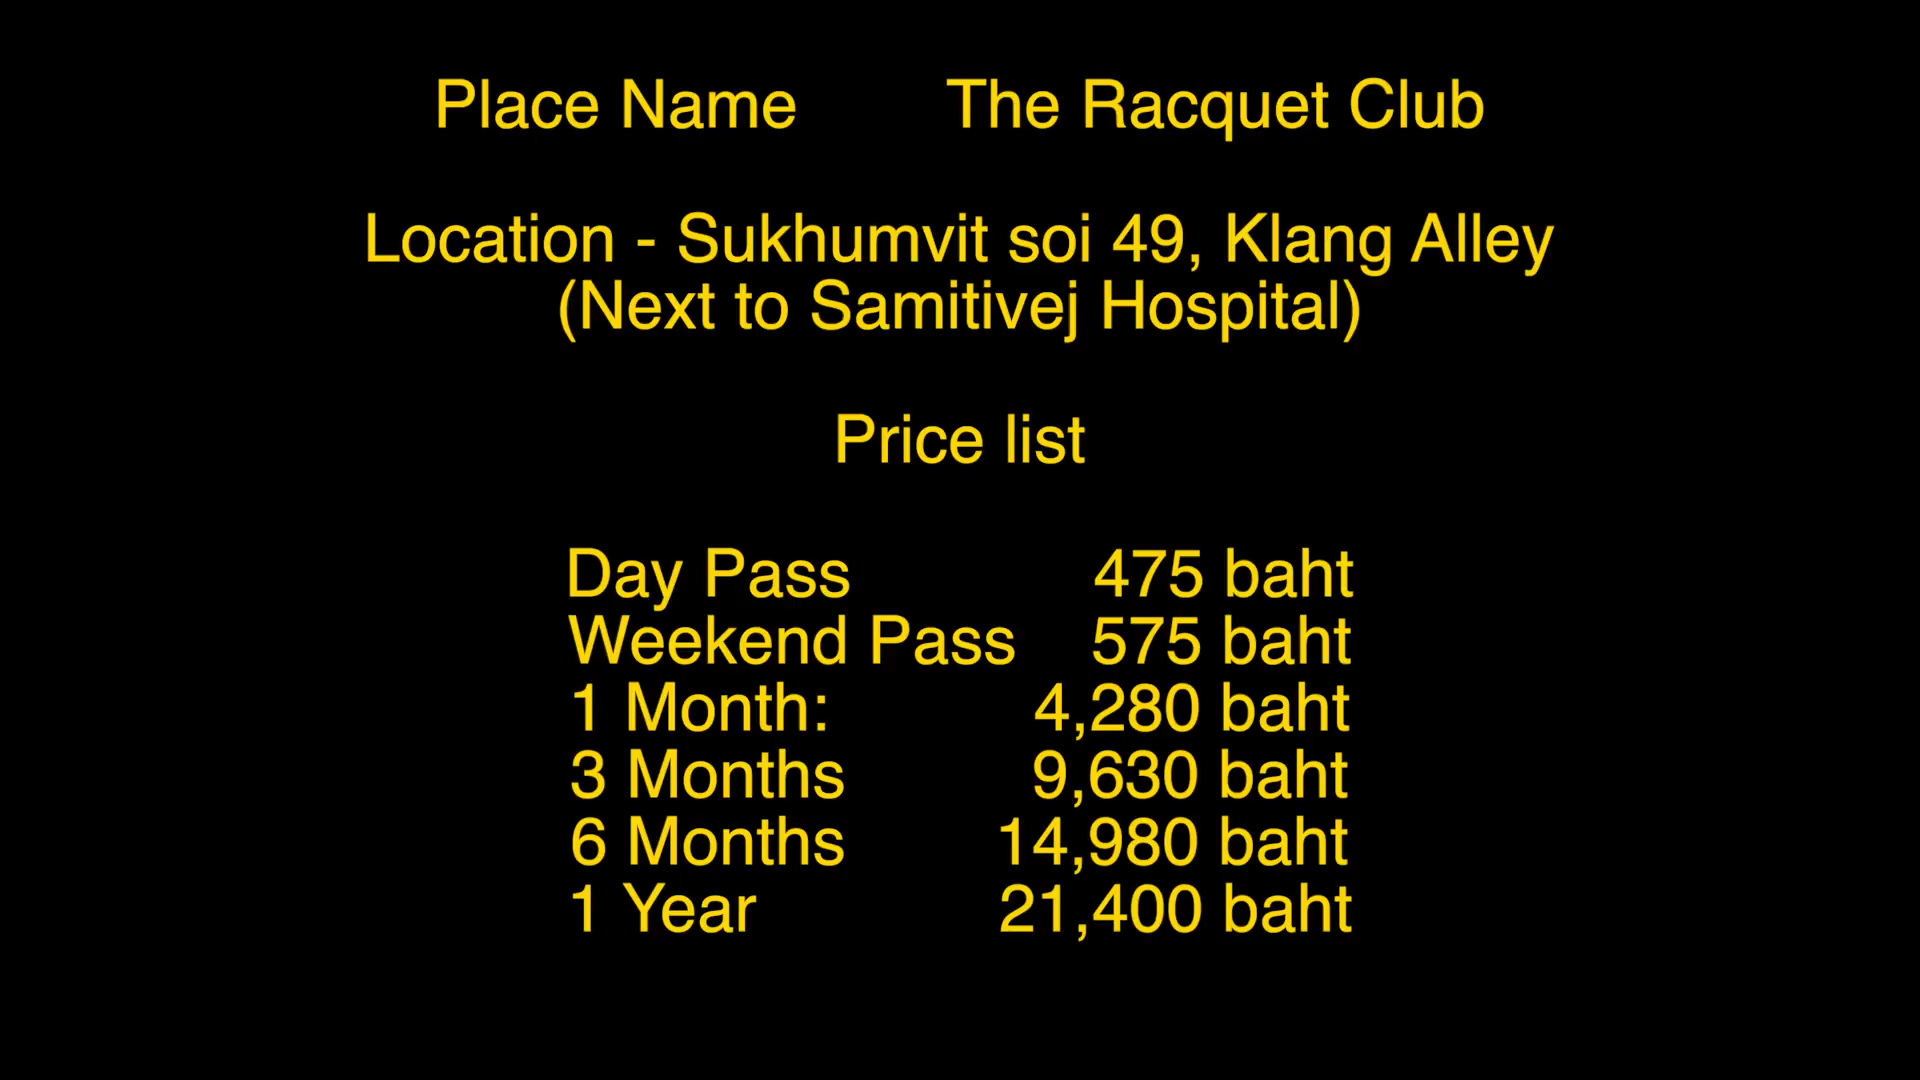 Place Name The Racquet Club
Location - Sukhumvit soi 49, Klang Alley
(Next to Samitivej Hospital)
Price list
Day Pass 475 baht
Weekend Pass 575 baht
1 Month: 4,280 baht
3 Months 9,630 baht
6 Months 14,980 baht
1 Year 21,400 baht